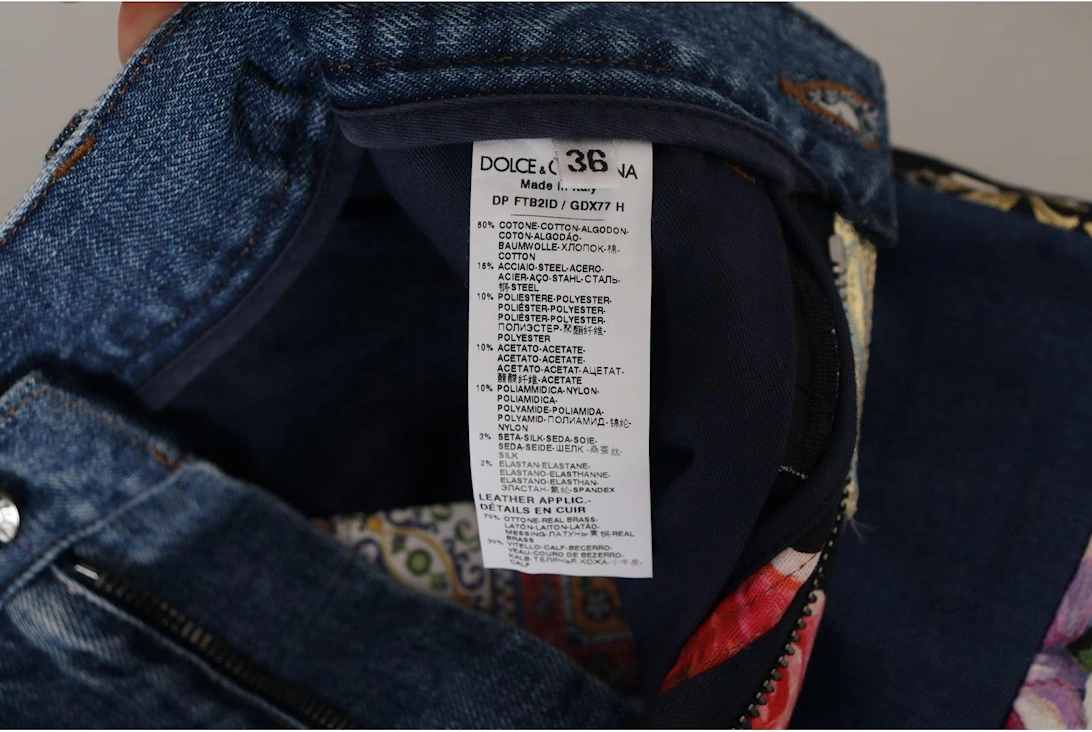 DOLCE & G 36 NA
Made in Italy
DP FTB2ID / GDX77 H
60% COTONE-COTTON-ALGODON-
COTON-ALGODÃO-
BAUMWOLLE-ХЛОПОК-棉-
COTTON
15% ACCIAIO-STEEL-ACERO-
ACIER-AÇO-STAHL-СТАЛЬ-
钢-STEEL
10% POLIESTERE-POLYESTER-
POLIÉSTER-POLYESTER-
POLIÉSTER-POLYESTER-
ПОЛИЭСТЕР-聚酯纤维-
POLYESTER
10% ACETATO-ACETATE-
ACETATO-ACETATE-
ACETATO-ACETAT-АЦЕТАТ-
醋酸纤维-ACETATE
10% POLIAMMIDICA-NYLON-
POLIAMIDICA-
POLYAMIDE-POLIAMIDA-
POLYAMID-ПОЛИАМИД-锦纶-
NYLON
3% SETA-SILK-SEDA-SOIE-
SEDA-SEIDE-ШЕЛК-桑蚕丝-
SILK
2% ELASTAN-ELASTANE-
ELASTANO-ELASTHANNE-
ELASTANO-ELASTHAN-
ЭЛАСТАН-氨纶-SPANDEX
LEATHER APPLIC.-
DÉTAILS EN CUIR
70% OTTONE-REAL BRASS-
LATÓN-LAITON-LATÃO-
MESSING-ЛАТУНЬ-黄铜-REAL
BRASS
30% VITELLO-CALF-BECERRO-
VEAU-COURO DE BEZERRO-
KALB-ТЕЛЯЧЬЯ КОЖА-小牛皮-
CALF